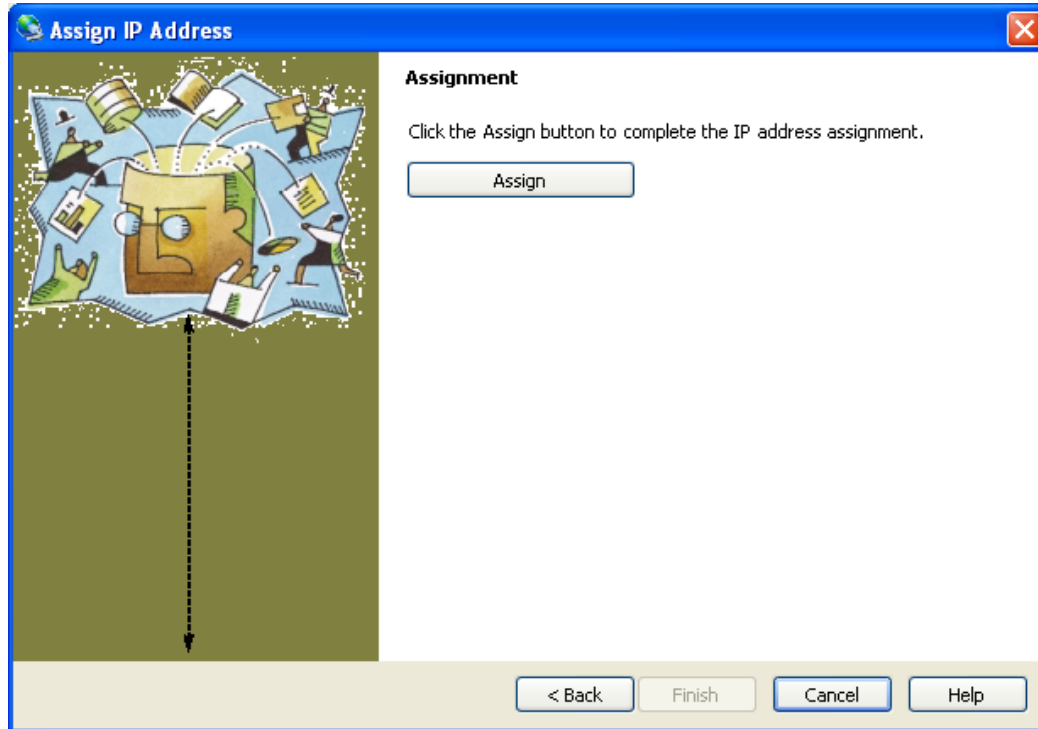 Assign IP Address
Assignment
Click the Assign button to complete the IP address assignment.
Assign
< Back
Finish
Cancel
Help